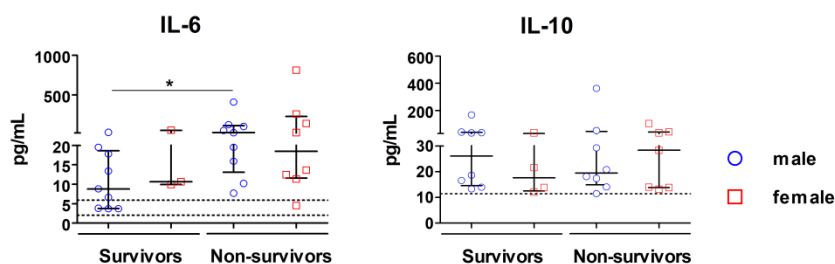 IL-6
IL-10
1000
500
20
15
10
5
0
pg/mL
*
Survivors
Non-survivors
600
400
200
30
20
10
0
pg/mL
Survivors
Non-survivors
male
female